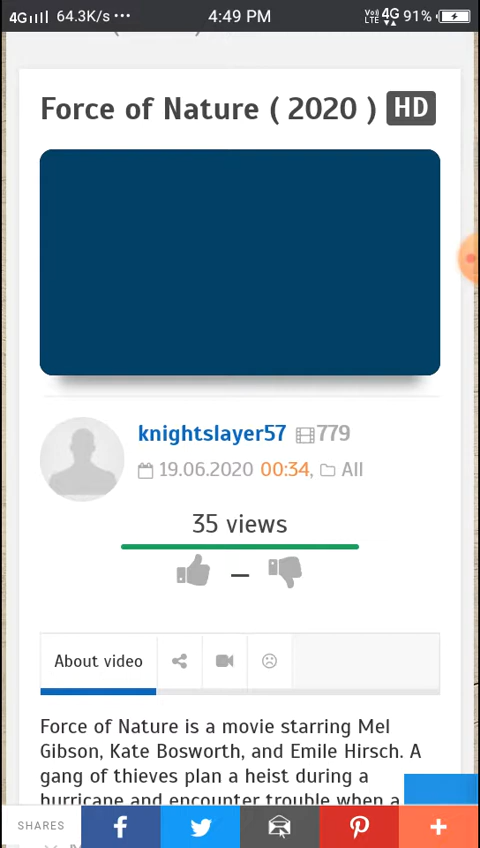 4G 64.3K/s ••• 4:49 PM VoLTE 4G 91%
Force of Nature ( 2020 ) HD
knightslayer57 779
19.06.2020 00:34, All
35 views
—
About video
Force of Nature is a movie starring Mel
Gibson, Kate Bosworth, and Emile Hirsch. A
gang of thieves plan a heist during a
hurricane and encounter trouble when a
SHARES